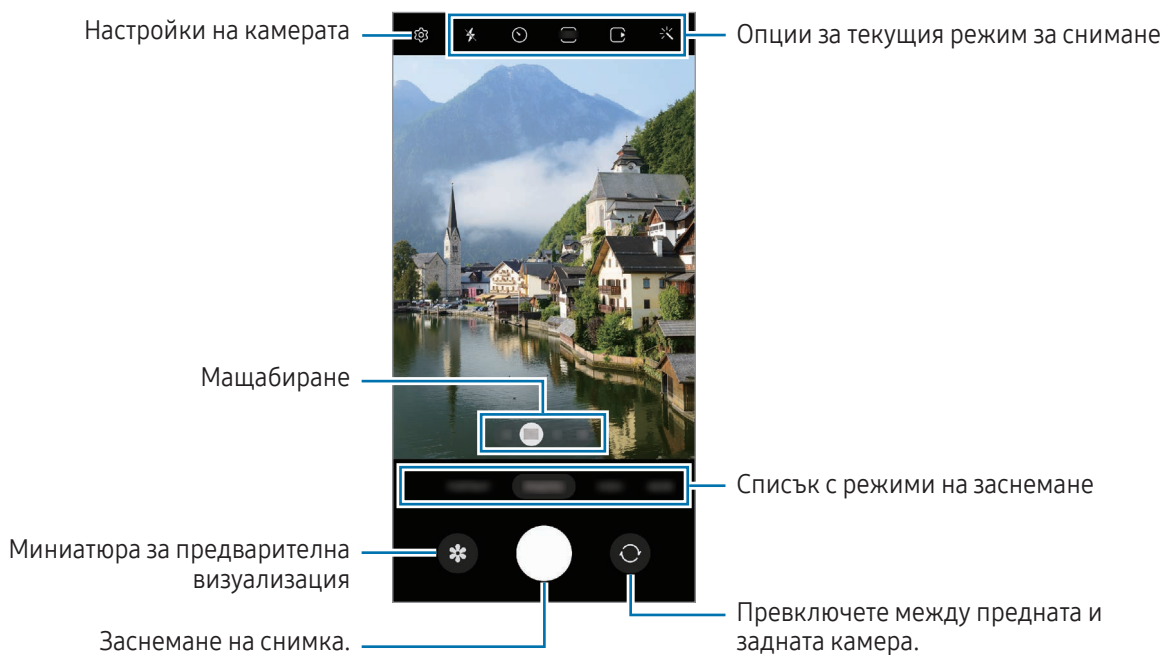 Настройки на камерата
Опции за текущия режим за снимане
Мащабиране
Списък с режими на заснемане
Миниатюра за предварителна
визуализация
Превключете между предната и
задната камера.
Заснемане на снимка.